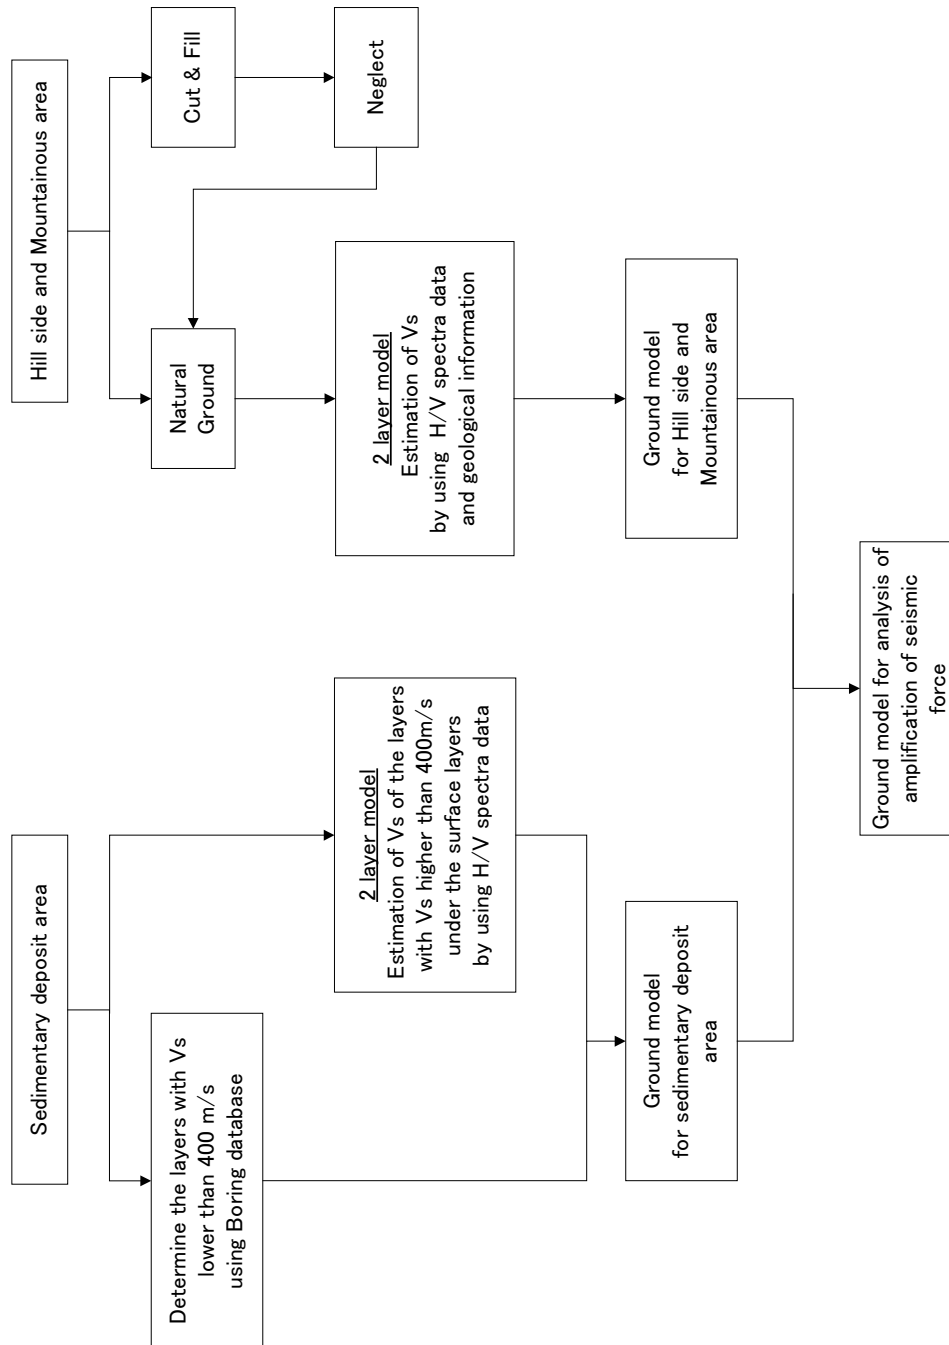 Sedimentary deposit area
Determine the layers with Vs
lower than 400 m/s
using Boring database
2 layer model
Estimation of Vs of the layers
with Vs higher than 400m/s
under the surface layers
by using H/V spectra data
Ground model
for sedimentary deposit
area
Hill side and Mountainous area
Natural
Ground
Cut & Fill
Neglect
2 layer model
Estimation of Vs
by using H/V spectra data
and geological information
Ground model
for Hill side and
Mountainous area
Ground model for analysis of
amplification of seismic
force